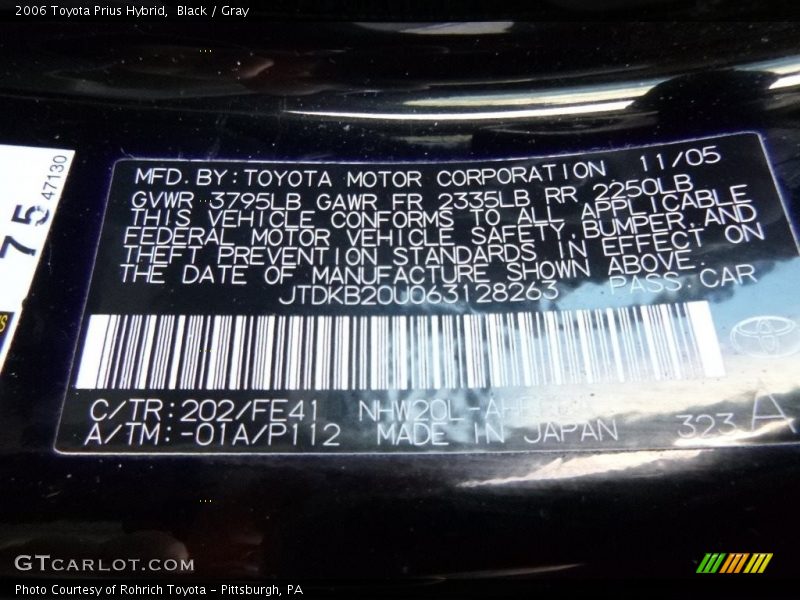 2006 Toyota Prius Hybrid, Black / Gray
75
47130
MFD. BY: TOYOTA MOTOR CORPORATION 11/05
GVWR 3795LB GAWR FR 2335LB RR 2250LB
THIS VEHICLE CONFORMS TO ALL APPLICABLE
FEDERAL MOTOR VEHICLE SAFETY, BUMPER, AND
THEFT PREVENTION STANDARDS IN EFFECT ON
THE DATE OF MANUFACTURE SHOWN ABOVE.
JTDKB20U063128263 PASS. CAR
C/TR: 202/FE41
A/TM: -01A/P112 MADE IN JAPAN 323 A
GTCARLOT.COM
Photo Courtesy of Rohrich Toyota - Pittsburgh, PA